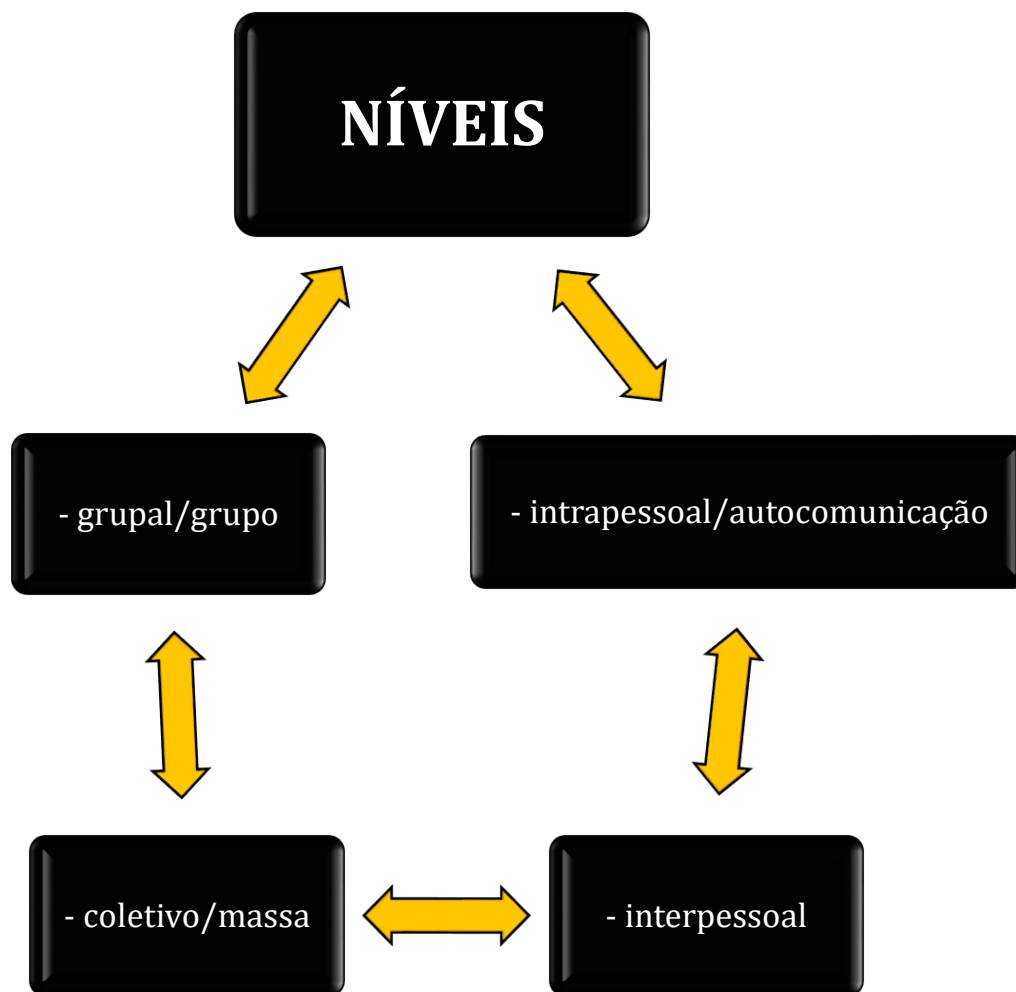 NÍVEIS
- grupal/grupo
- intrapessoal/autocomunicação
- coletivo/massa
- interpessoal